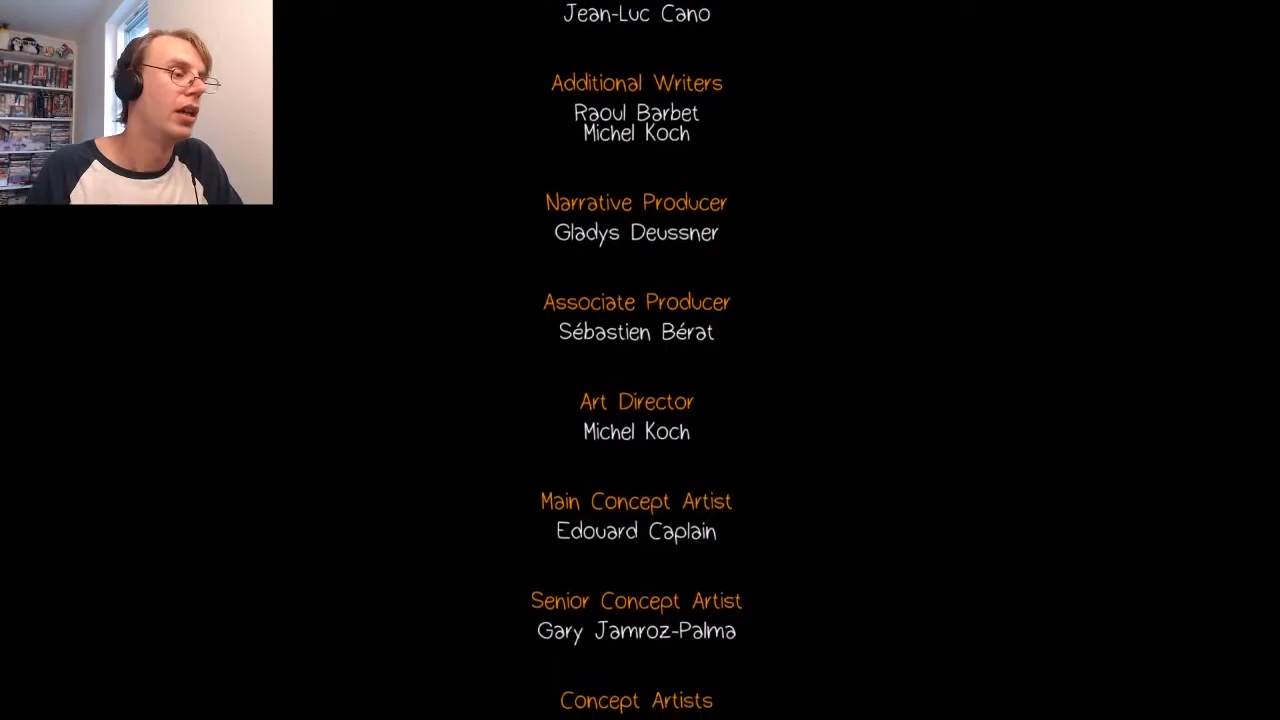 Jean-Luc Cano
Additional Writers
Raoul Barbet
Michel Koch
Narrative Producer
Gladys Deussner
Associate Producer
Sébastien Bérat
Art Director
Michel Koch
Main Concept Artist
Edouard Caplain
Senior Concept Artist
Gary Jamroz-Palma
Concept Artists